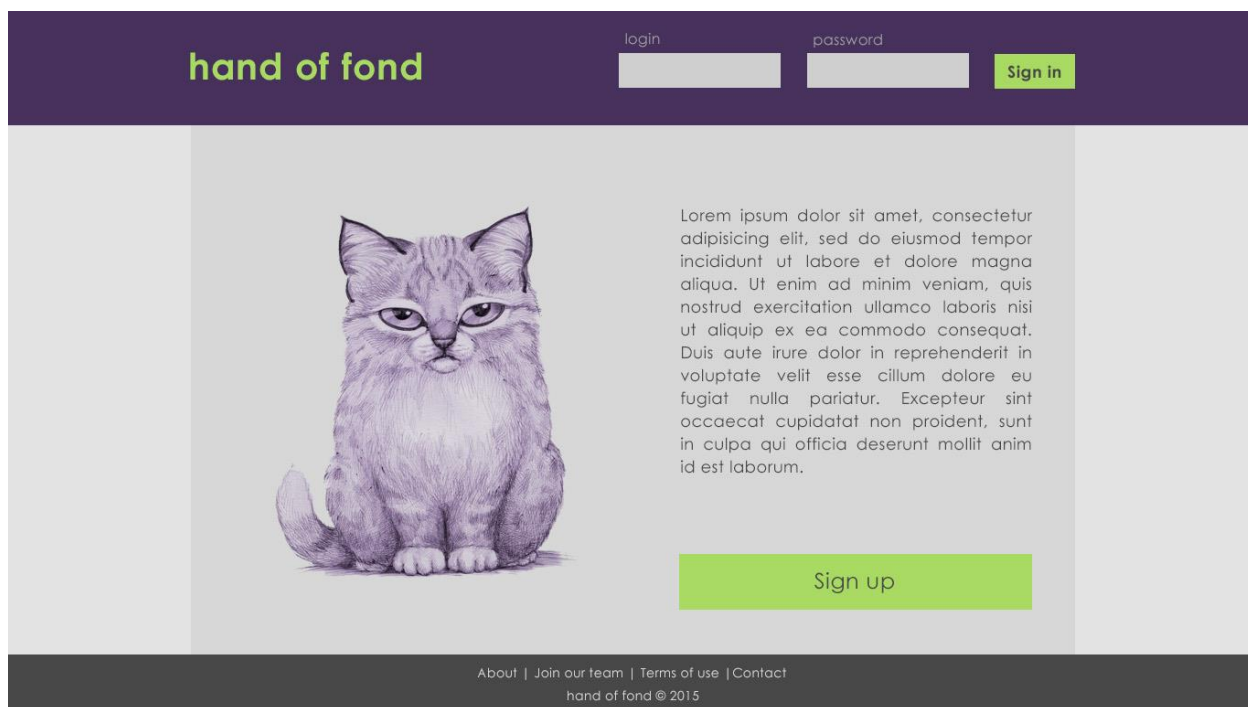 login password
hand of fond
Sign in
Lorem ipsum dolor sit amet, consectetur
adipisicing elit, sed do eiusmod tempor
incididunt ut labore et dolore magna
aliqua. Ut enim ad minim veniam, quis
nostrud exercitation ullamco laboris nisi
ut aliquip ex ea commodo consequat.
Duis aute irure dolor in reprehenderit in
voluptate velit esse cillum dolore eu
fugiat nulla pariatur. Excepteur sint
occaecat cupidatat non proident, sunt
in culpa qui officia deserunt mollit anim
id est laborum.
Sign up
About | Join our team | Terms of use |Contact
hand of fond © 2015